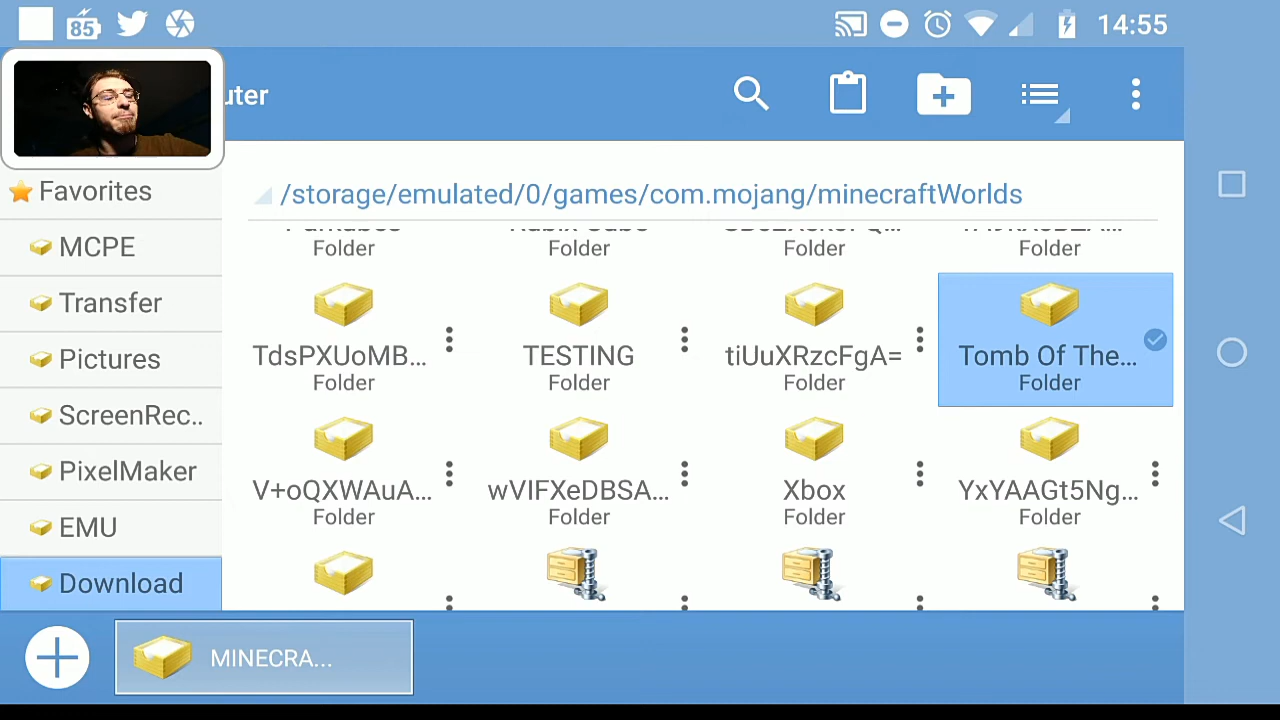 85
14:55
uter
Favorites
MCPE
Transfer
Pictures
ScreenRec..
PixelMaker
EMU
Download
/storage/emulated/0/games/com.mojang/minecraftWorlds
Folder
Folder
Folder
Folder
TdsPXUoMB...
Folder
TESTING
Folder
tiUuXRzcFgA=
Folder
Tomb Of The...
Folder
V+oQXWAuA...
Folder
wVIFXeDBSA...
Folder
Xbox
Folder
YxYAAGt5Ng...
Folder
MINECRA...